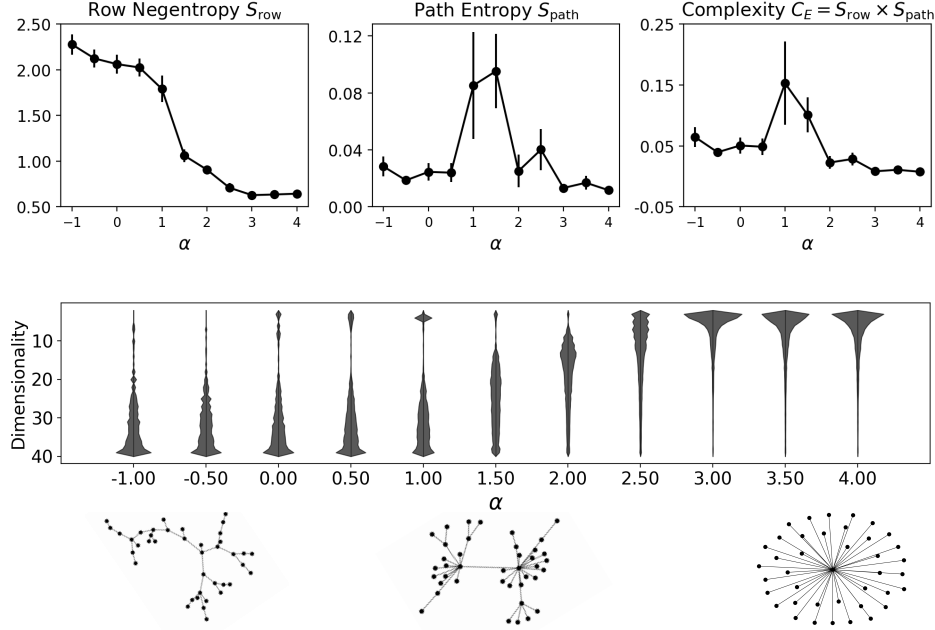 Row Negentropy S_row
Path Entropy S_path
Complexity C_E = S_row × S_path
2.50
2.00
1.50
1.00
0.50
−1 0 1 2 3 4
α
0.12
0.08
0.04
0.00
−1 0 1 2 3 4
α
0.25
0.15
0.05
-0.05
−1 0 1 2 3 4
α
Dimensionality
10
20
30
40
-1.00 -0.50 0.00 0.50 1.00 1.50 2.00 2.50 3.00 3.50 4.00
α